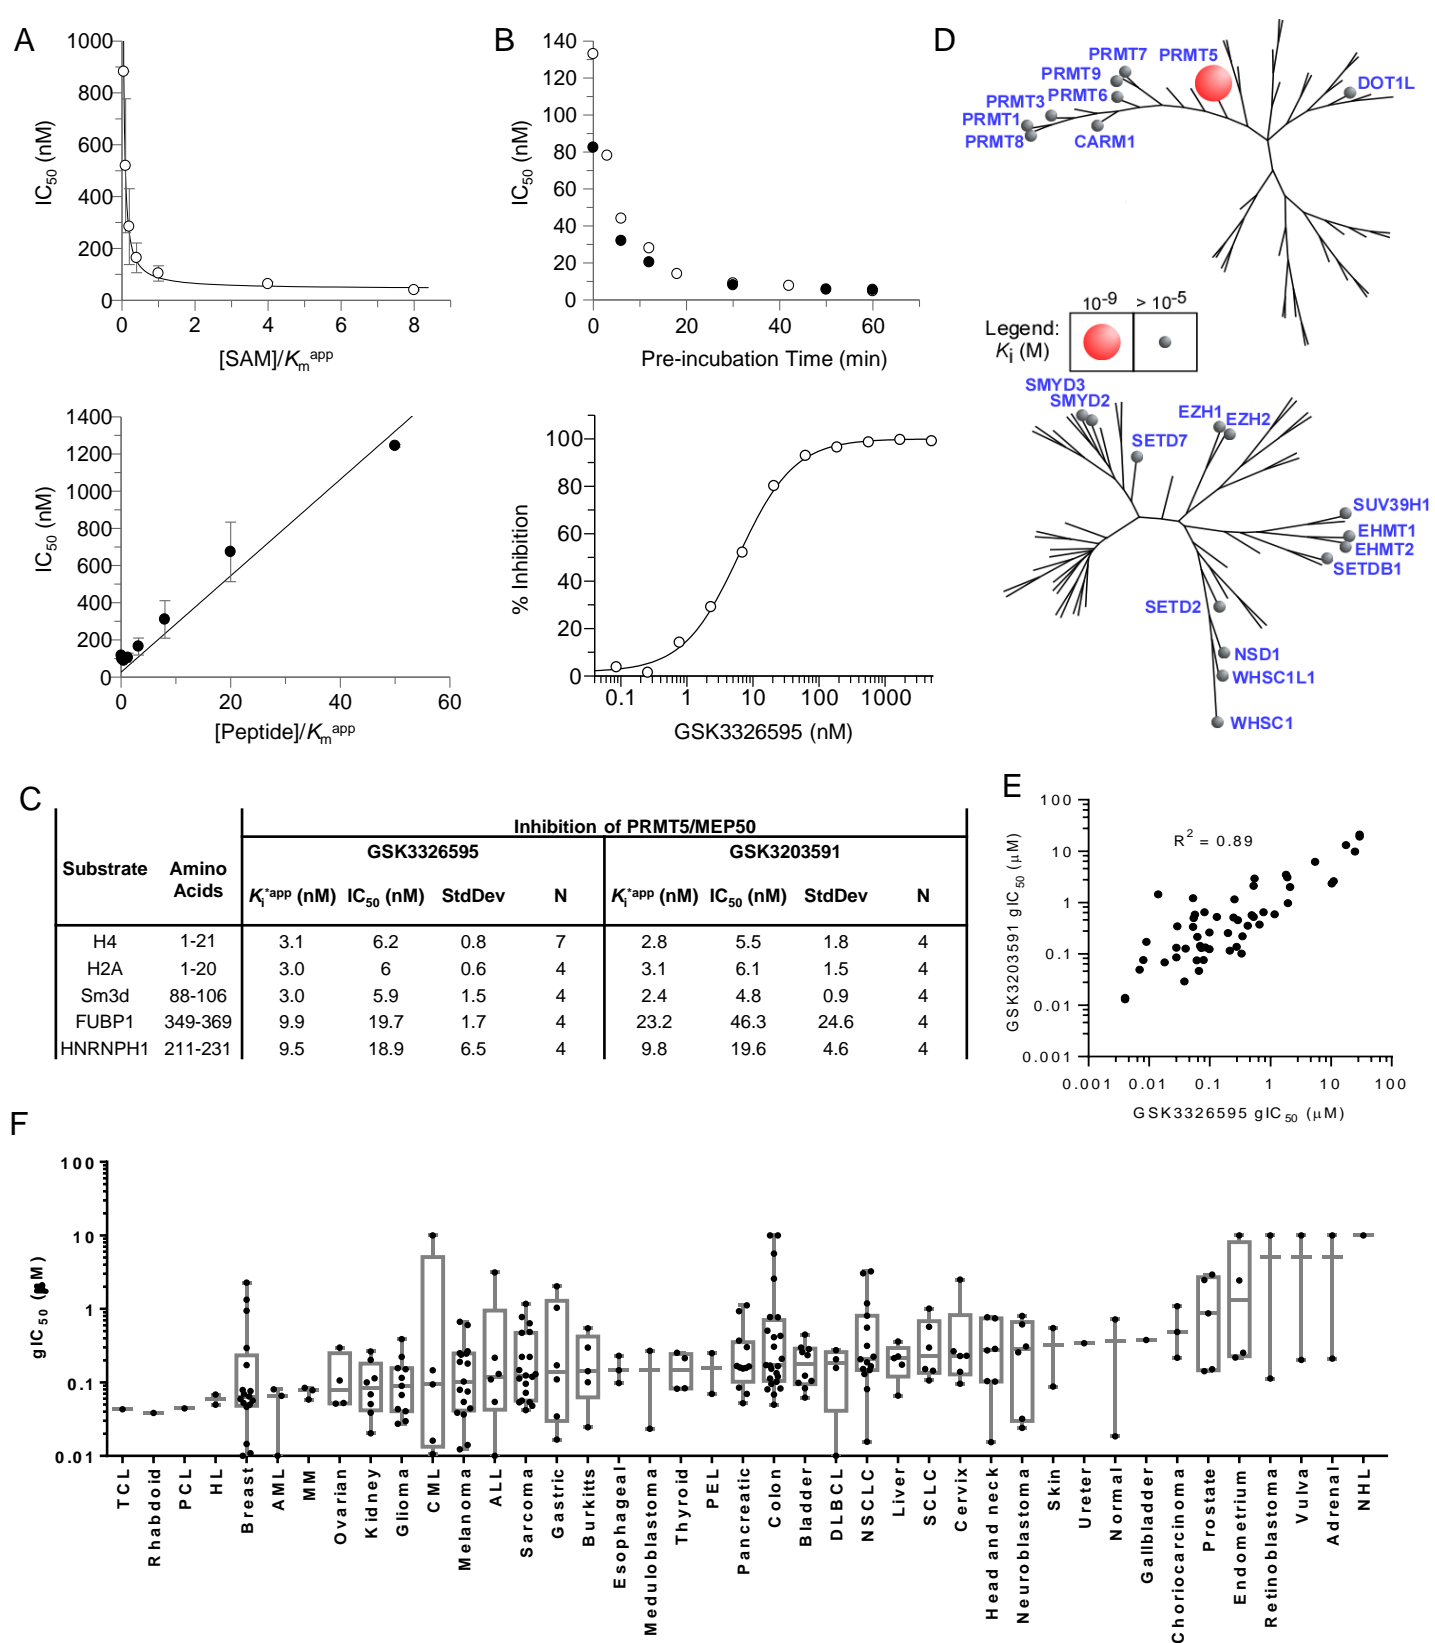 A
1000
800
600
400
200
0
IC50 (nM)
0 2 4 6 8
[SAM]/Kmapp
1400
1200
1000
800
600
400
200
0
IC50 (nM)
0 20 40 60
[Peptide]/Kmapp
B
140
120
100
80
60
40
20
0
IC50 (nM)
0 20 40 60
Pre-incubation Time (min)
100
80
60
40
20
0
% Inhibition
0.1 1 10 100 1000
GSK3326595 (nM)
D
PRMT7 PRMT5
PRMT9
PRMT3 PRMT6
PRMT1
PRMT8 CARM1
DOT1L
Legend:
Ki (M)
10-9 > 10-5
SMYD3
SMYD2
SETD7
EZH1 EZH2
SUV39H1
EHMT1
EHMT2
SETDB1
SETD2
NSD1
WHSC1L1
WHSC1
C
Inhibition of PRMT5/MEP50
GSK3326595 GSK3203591
Substrate Amino Acids Ki*app (nM) IC50 (nM) StdDev N Ki*app (nM) IC50 (nM) StdDev N
H4 1-21 3.1 6.2 0.8 7 2.8 5.5 1.8 4
H2A 1-20 3.0 6 0.6 4 3.1 6.1 1.5 4
Sm3d 88-106 3.0 5.9 1.5 4 2.4 4.8 0.9 4
FUBP1 349-369 9.9 19.7 1.7 4 23.2 46.3 24.6 4
HNRNPH1 211-231 9.5 18.9 6.5 4 9.8 19.6 4.6 4
E
100
10
1
0.1
0.01
0.001
GSK3203591 gIC50 (μM)
R2 = 0.89
0.001 0.01 0.1 1 10 100
GSK3326595 gIC50 (μM)
F
100
10
1
0.1
0.01
gIC50 (μM)
TCL
Rhabdoid
PCL
HL
Breast
AML
MM
Ovarian
Kidney
Glioma
CML
Melanoma
ALL
Sarcoma
Gastric
Burkitts
Esophageal
Meduloblastoma
Thyroid
PEL
Pancreatic
Colon
Bladder
DLBCL
NSCLC
Liver
SCLC
Cervix
Head and neck
Neuroblastoma
Skin
Ureter
Normal
Gallbladder
Choriocarcinoma
Prostate
Endometrium
Retinoblastoma
Vulva
Adrenal
NHL